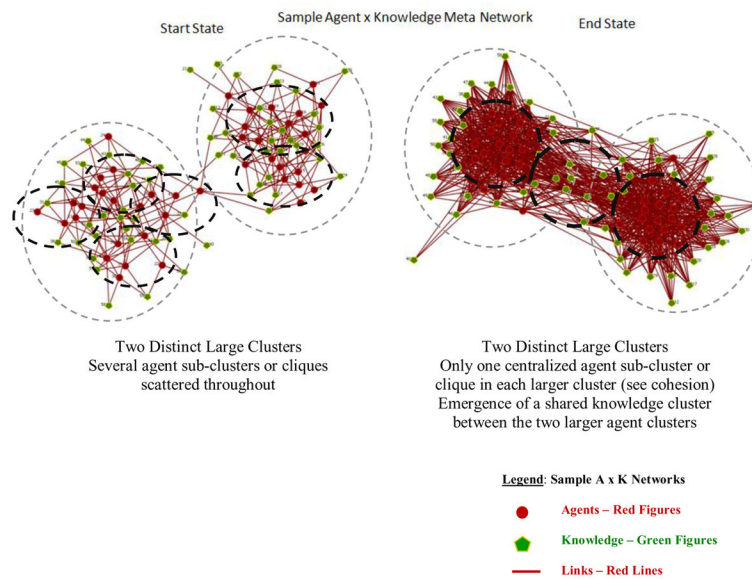 Sample Agent x Knowledge Meta Network
Start State
End State
Two Distinct Large Clusters
Several agent sub-clusters or cliques
scattered throughout
Two Distinct Large Clusters
Only one centralized agent sub-cluster or
clique in each larger cluster (see cohesion)
Emergence of a shared knowledge cluster
between the two larger agent clusters
Legend: Sample A x K Networks
Agents – Red Figures
Knowledge – Green Figures
Links – Red Lines